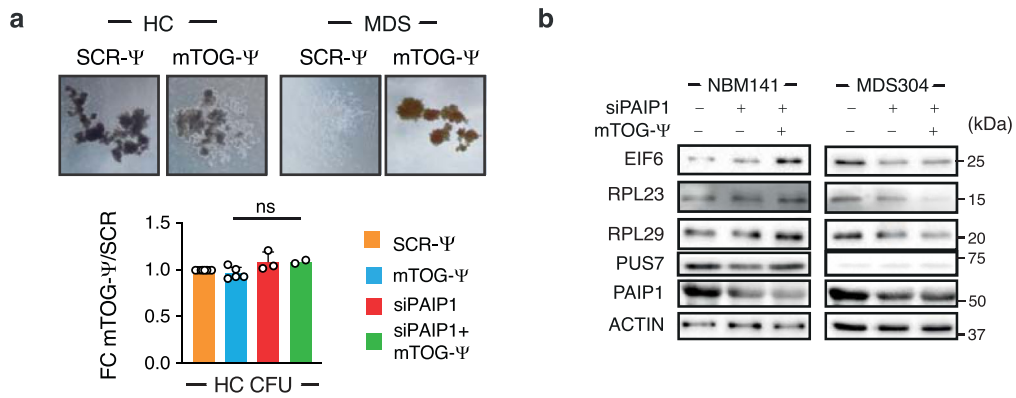 a
HC MDS
SCR-Ψ mTOG-Ψ SCR-Ψ mTOG-Ψ
FC mTOG-Ψ/SCR
1.5
1.0
0.5
0.0
ns
HC CFU
SCR-Ψ
mTOG-Ψ
siPAIP1
siPAIP1+
mTOG-Ψ
b
NBM141 MDS304
siPAIP1 − + + − + +
mTOG-Ψ − − + − − +
(kDa)
EIF6 25
RPL23 15
RPL29 20
PUS7 75
PAIP1 50
ACTIN 37